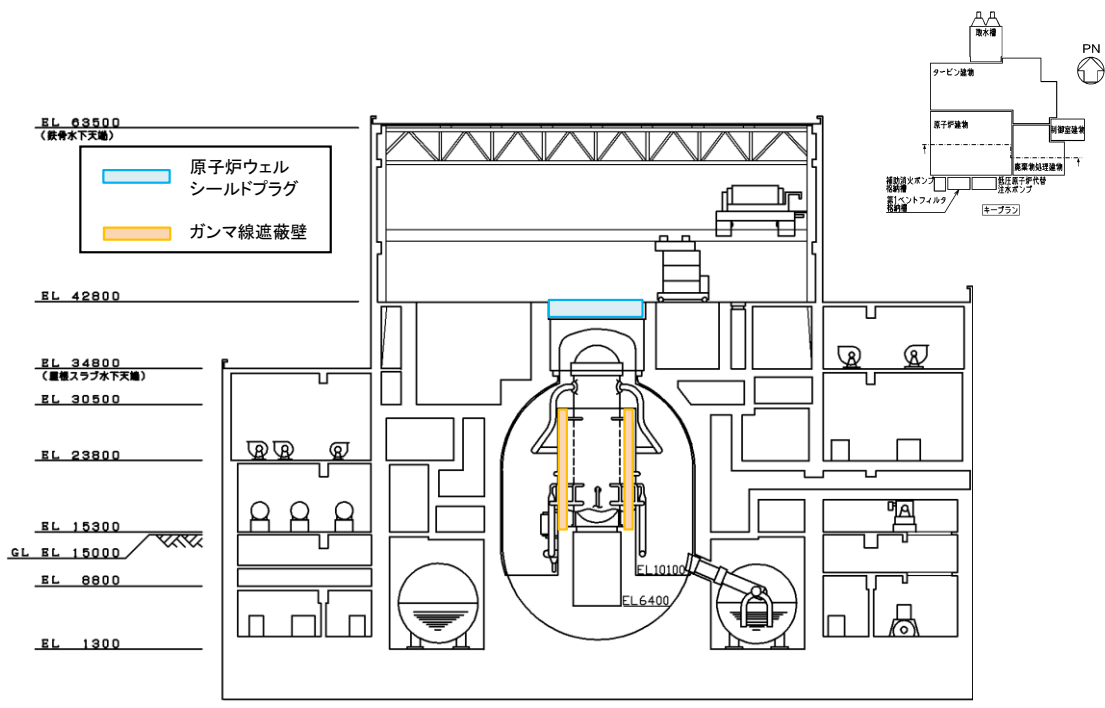 EL 63500
(鉄骨水下天端)
原子炉ウェル
シールドプラグ
ガンマ線遮蔽壁
EL 42800
EL 34800
(屋根スラブ水下天端)
EL 30500
EL 23800
EL 15300
GL EL 15000
EL 8800
EL 1300
EL10100
EL6400
取水槽
PN
タービン建物
原子炉建物
制御室建物
廃棄物処理建物
補助消火ポンプ
格納槽
第1ベントフィルタ
格納槽
低圧原子炉代替
注水ポンプ
キープラン